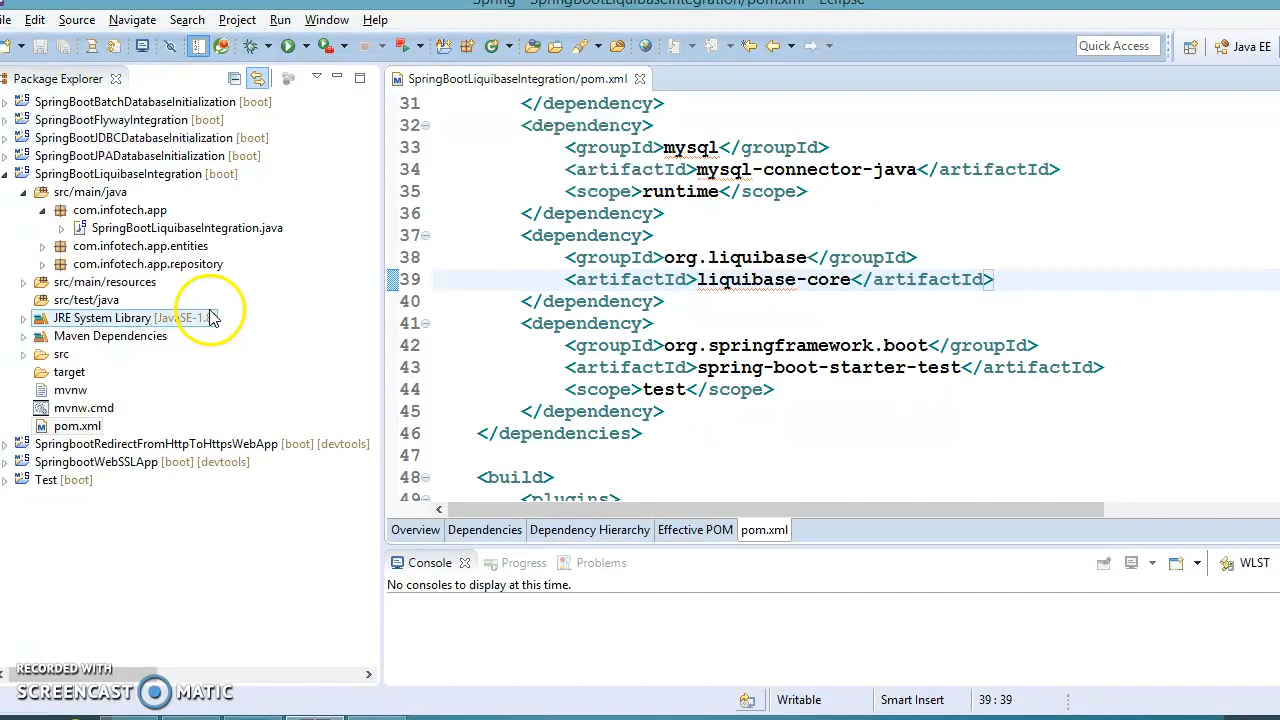 Spring - SpringBootLiquibaseIntegration/pom.xml - Eclipse
Edit Source Navigate Search Project Run Window Help
Quick Access
Java EE
Package Explorer
SpringBootBatchDatabaseInitialization [boot]
SpringBootFlywayIntegration [boot]
SpringBootJDBCDatabaseInitialization [boot]
SpringBootJPADatabaseInitialization [boot]
SpringBootLiquibaseIntegration [boot]
src/main/java
com.infotech.app
SpringBootLiquibaseIntegration.java
com.infotech.app.entities
com.infotech.app.repository
src/main/resources
src/test/java
JRE System Library
Maven Dependencies
src
target
mvnw
mvnw.cmd
pom.xml
SpringbootRedirectFromHttpToHttpsWebApp [boot] [devtools]
SpringbootWebSSLApp [boot] [devtools]
Test [boot]
SpringBootLiquibaseIntegration/pom.xml
31 </dependency>
32 <dependency>
33 <groupId>mysql</groupId>
34 <artifactId>mysql-connector-java</artifactId>
35 <scope>runtime</scope>
36 </dependency>
37 <dependency>
38 <groupId>org.liquibase</groupId>
39 <artifactId>liquibase-core</artifactId>
40 </dependency>
41 <dependency>
42 <groupId>org.springframework.boot</groupId>
43 <artifactId>spring-boot-starter-test</artifactId>
44 <scope>test</scope>
45 </dependency>
46 </dependencies>
47
48 <build>
49 <plugins>
Overview Dependencies Dependency Hierarchy Effective POM pom.xml
Console Progress Problems
WLST
No consoles to display at this time.
RECORDED WITH
SCREENCAST MATIC
Writable Smart Insert 39 : 39